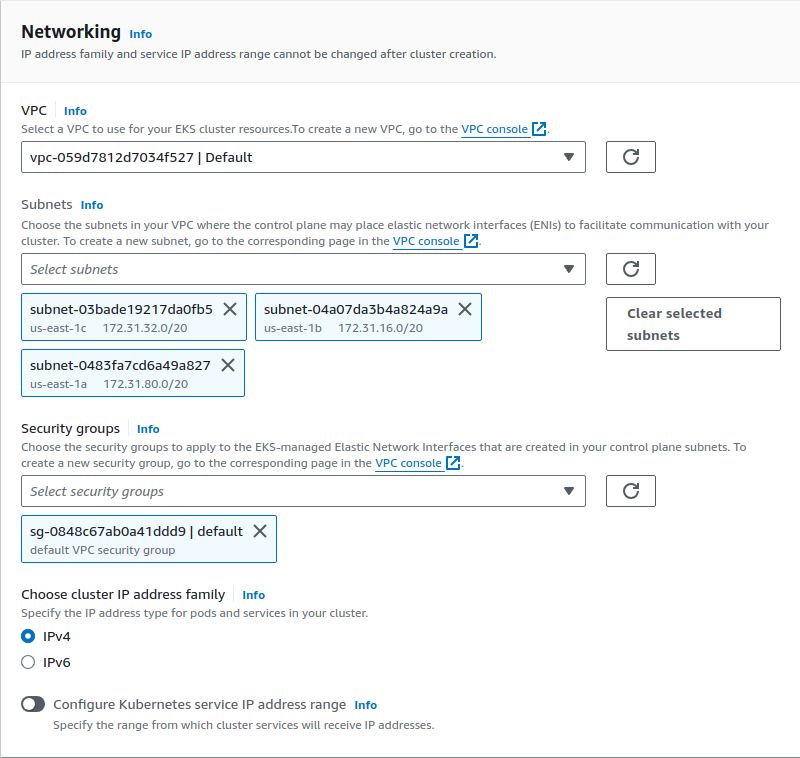 Networking Info
IP address family and service IP address range cannot be changed after cluster creation.
VPC Info
Select a VPC to use for your EKS cluster resources.To create a new VPC, go to the VPC console.
vpc-059d7812d7034f527 | Default
Subnets Info
Choose the subnets in your VPC where the control plane may place elastic network interfaces (ENIs) to facilitate communication with your
cluster. To create a new subnet, go to the corresponding page in the VPC console.
Select subnets
subnet-03bade19217da0fb5 subnet-04a07da3b4a824a9a
us-east-1c 172.31.32.0/20 us-east-1b 172.31.16.0/20
Clear selected
subnets
subnet-0483fa7cd6a49a827
us-east-1a 172.31.80.0/20
Security groups Info
Choose the security groups to apply to the EKS-managed Elastic Network Interfaces that are created in your control plane subnets. To
create a new security group, go to the corresponding page in the VPC console.
Select security groups
sg-0848c67ab0a41ddd9 | default
default VPC security group
Choose cluster IP address family Info
Specify the IP address type for pods and services in your cluster.
IPv4
IPv6
Configure Kubernetes service IP address range Info
Specify the range from which cluster services will receive IP addresses.